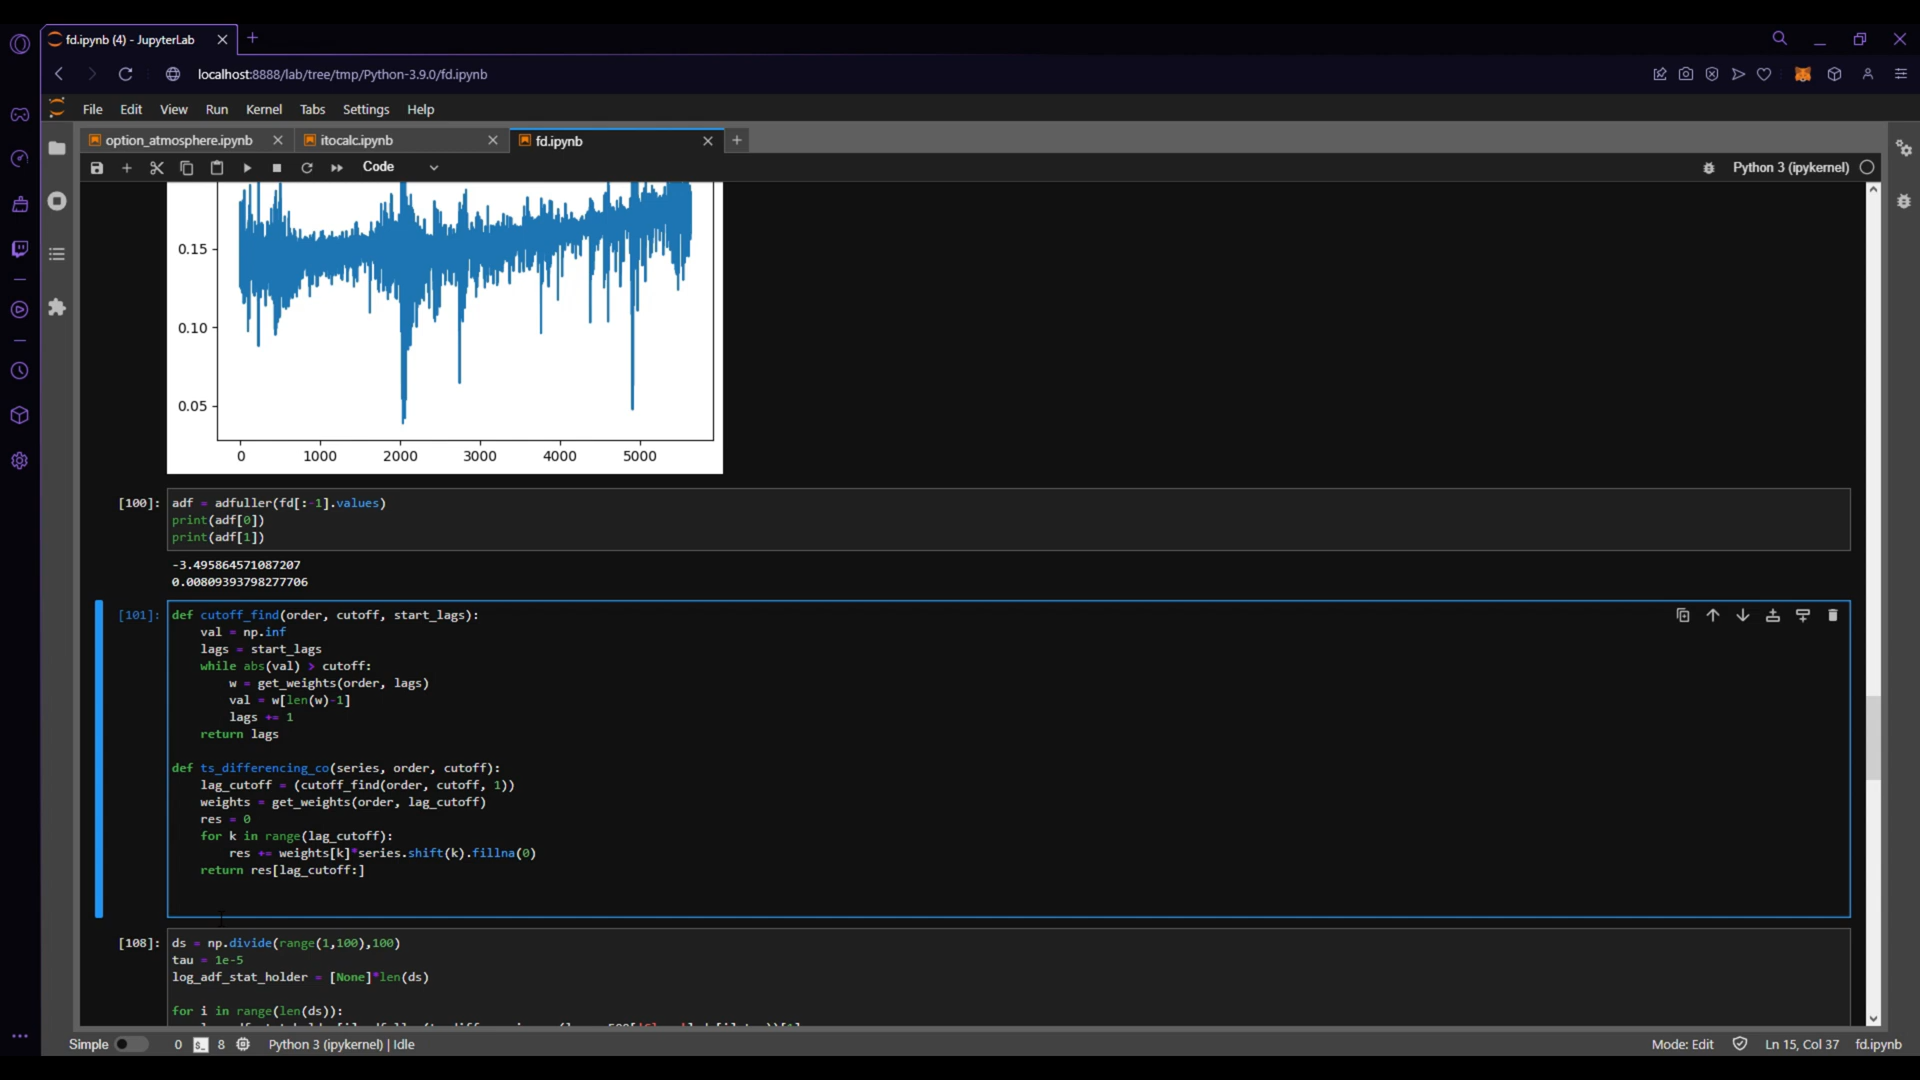 fd.ipynb (4) - JupyterLab
localhost:8888/lab/tree/tmp/Python-3.9.0/fd.ipynb
File Edit View Run Kernel Tabs Settings Help
option_atmosphere.ipynb itocalc.ipynb fd.ipynb
Code Python 3 (ipykernel)
0.15
0.10
0.05
0 1000 2000 3000 4000 5000
[100]: adf = adfuller(fd[:-1].values)
print(adf[0])
print(adf[1])
-3.495864571087207
0.00809393798277706
[101]: def cutoff_find(order, cutoff, start_lags):
    val = np.inf
    lags = start_lags
    while abs(val) > cutoff:
        w = get_weights(order, lags)
        val = w[len(w)-1]
        lags += 1
    return lags
def ts_differencing_co(series, order, cutoff):
    lag_cutoff = (cutoff_find(order, cutoff, 1))
    weights = get_weights(order, lag_cutoff)
    res = 0
    for k in range(lag_cutoff):
        res += weights[k]*series.shift(k).fillna(0)
    return res[lag_cutoff:]
[108]: ds = np.divide(range(1,100),100)
tau = 1e-5
log_adf_stat_holder = [None]*len(ds)
for i in range(len(ds)):
Simple 0 8 Python 3 (ipykernel) | Idle Mode: Edit Ln 15, Col 37 fd.ipynb